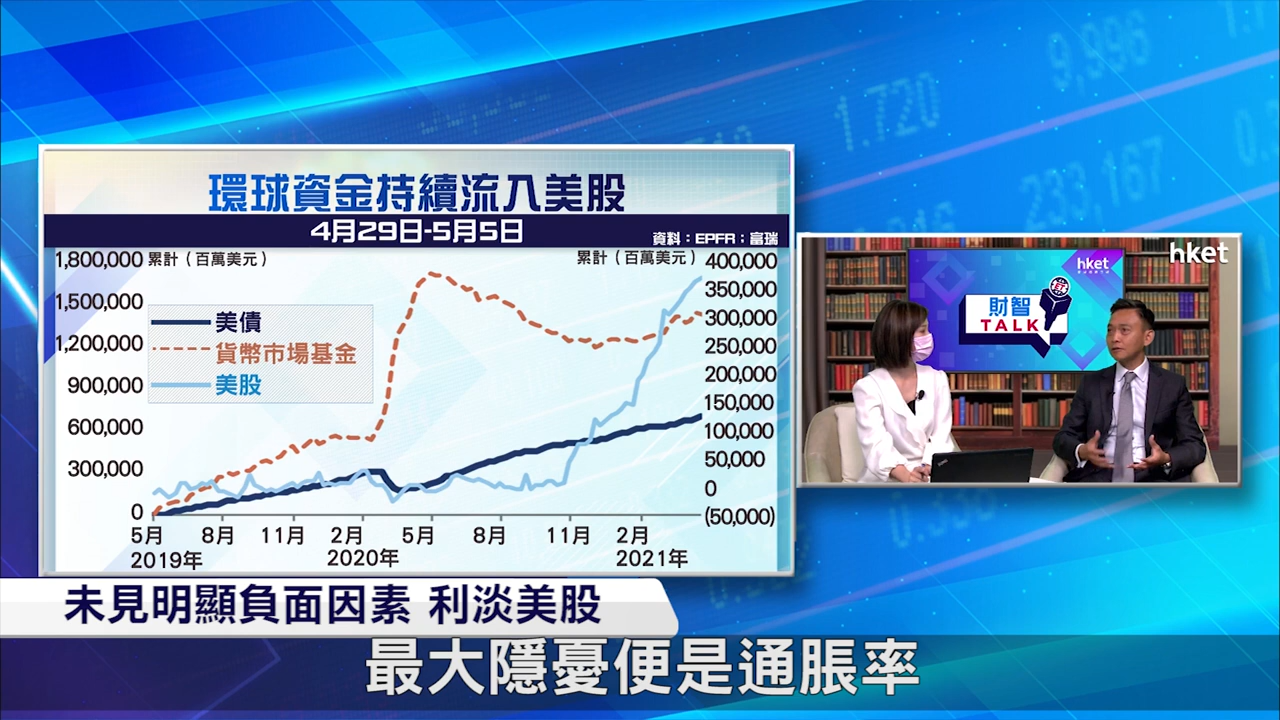 9,996
1.720
233,167
環球資金持續流入美股
4月29日-5月5日
資料：EPFR；富瑞
1,800,000 累計（百萬美元）
累計（百萬美元） 400,000
1,500,000
1,200,000
900,000
600,000
300,000
0
350,000
300,000
250,000
200,000
150,000
100,000
50,000
0
(50,000)
美債
貨幣市場基金
美股
5月 8月 11月 2月 5月 8月 11月 2月
2019年 2020年 2021年
hket
hket
財智
TALK
未見明顯負面因素 利淡美股
最大隱憂便是通脹率